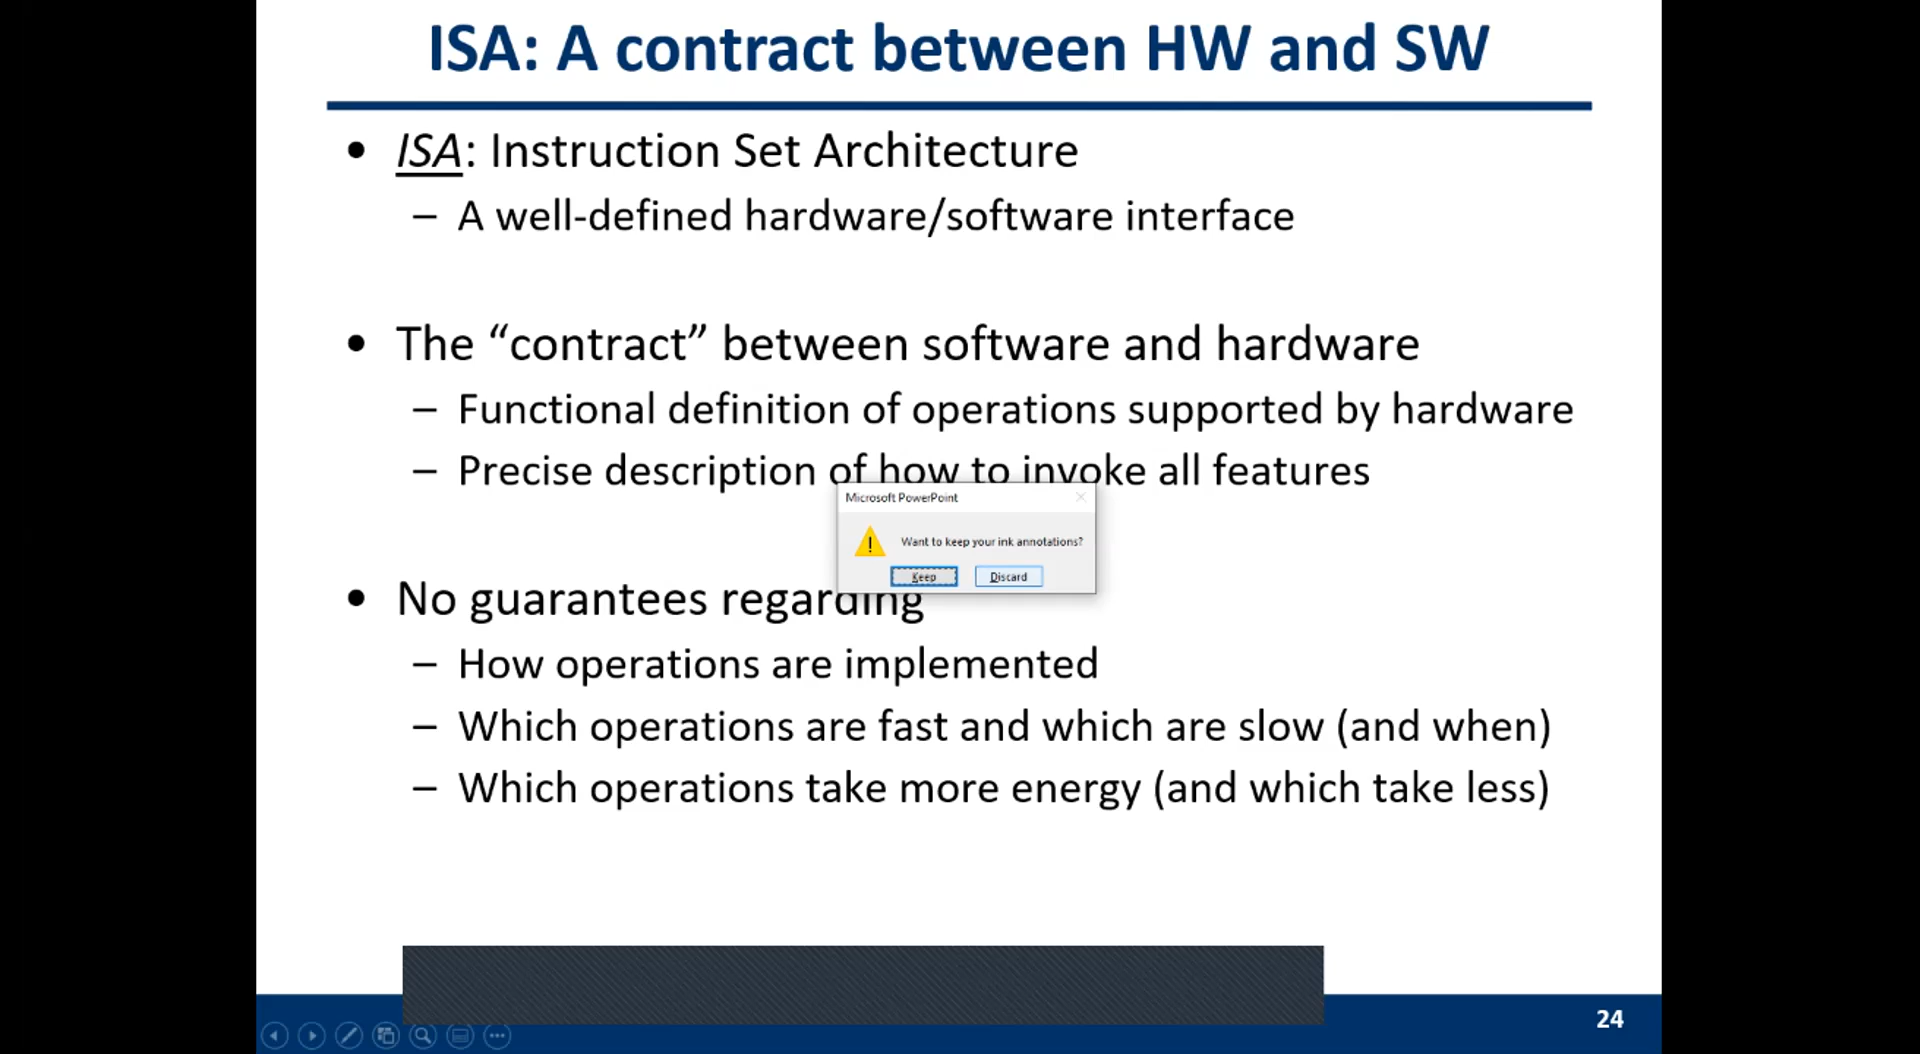 ISA: A contract between HW and SW
• ISA: Instruction Set Architecture
– A well-defined hardware/software interface
• The “contract” between software and hardware
– Functional definition of operations supported by hardware
– Precise description of how to invoke all features
Microsoft PowerPoint
Want to keep your ink annotations?
Keep Discard
• No guarantees regarding
– How operations are implemented
– Which operations are fast and which are slow (and when)
– Which operations take more energy (and which take less)
24